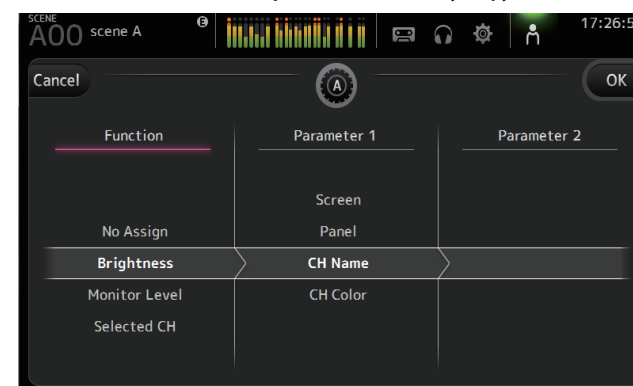 SCENE
A00 scene A E 17:26:5
Cancel A OK
Function Parameter 1 Parameter 2
Screen
No Assign Panel
Brightness CH Name
Monitor Level CH Color
Selected CH